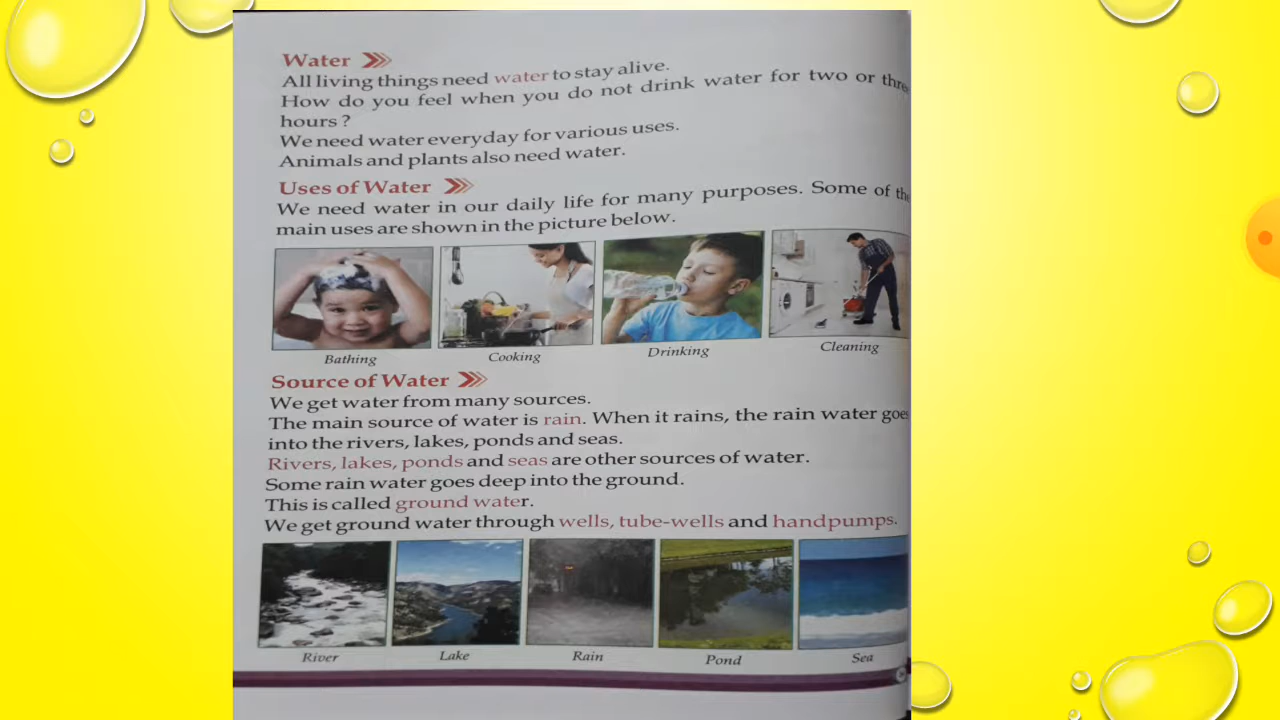 Water
All living things need water to stay alive.
How do you feel when you do not drink water for two or three
hours ?
We need water everyday for various uses.
Animals and plants also need water.
Uses of Water
We need water in our daily life for many purposes. Some of the
main uses are shown in the picture below.
Bathing
Cooking
Drinking
Cleaning
Source of Water
We get water from many sources.
The main source of water is rain. When it rains, the rain water goes
into the rivers, lakes, ponds and seas.
Rivers, lakes, ponds and seas are other sources of water.
Some rain water goes deep into the ground.
This is called ground water.
We get ground water through wells, tube-wells and handpumps.
River
Lake
Rain
Pond
Sea